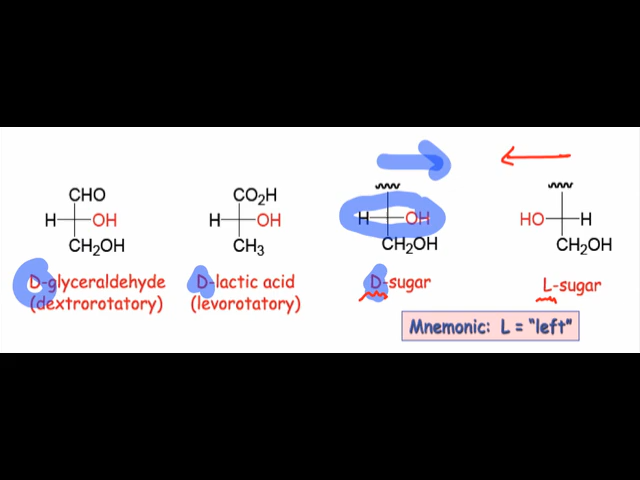 CHO
H OH
CH2OH
D-glyceraldehyde
(dextrorotatory)
CO2H
H OH
CH3
D-lactic acid
(levorotatory)
H OH
CH2OH
D-sugar
HO H
CH2OH
L-sugar
Mnemonic: L = "left"